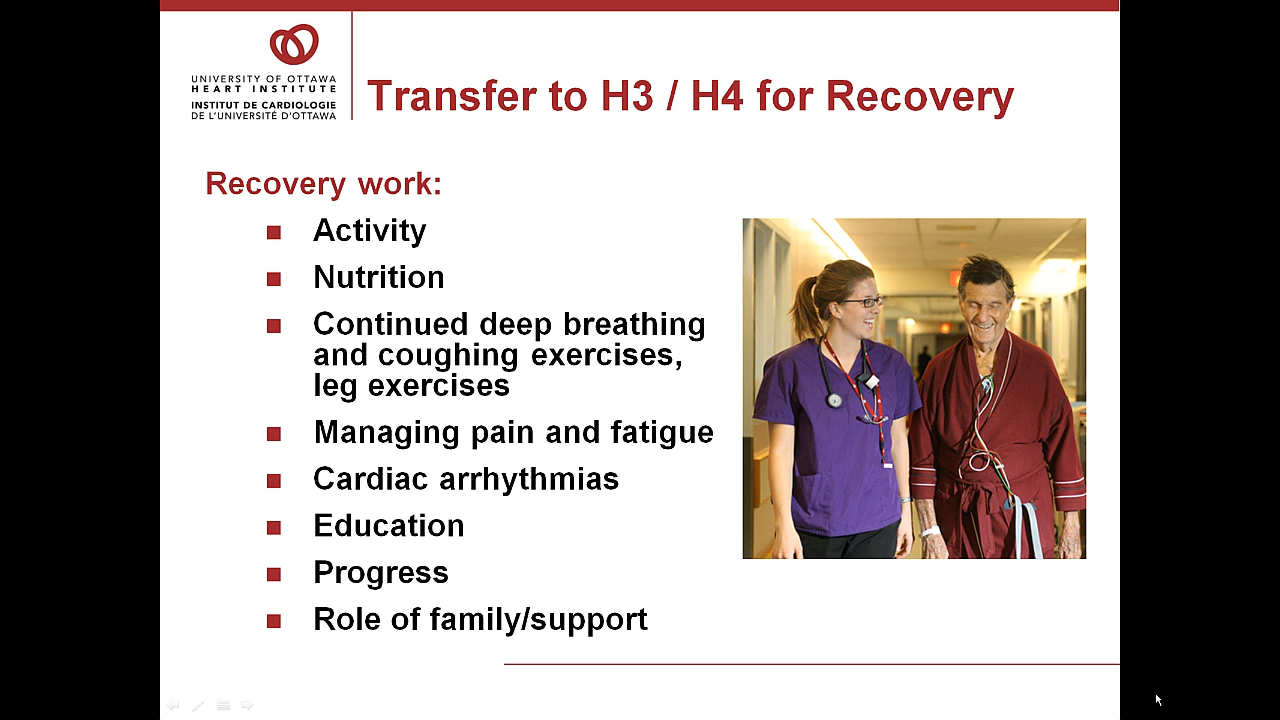 UNIVERSITY OF OTTAWA
HEART INSTITUTE
INSTITUT DE CARDIOLOGIE
DE L'UNIVERSITÉ D'OTTAWA
Transfer to H3 / H4 for Recovery
Recovery work:
Activity
Nutrition
Continued deep breathing
and coughing exercises,
leg exercises
Managing pain and fatigue
Cardiac arrhythmias
Education
Progress
Role of family/support